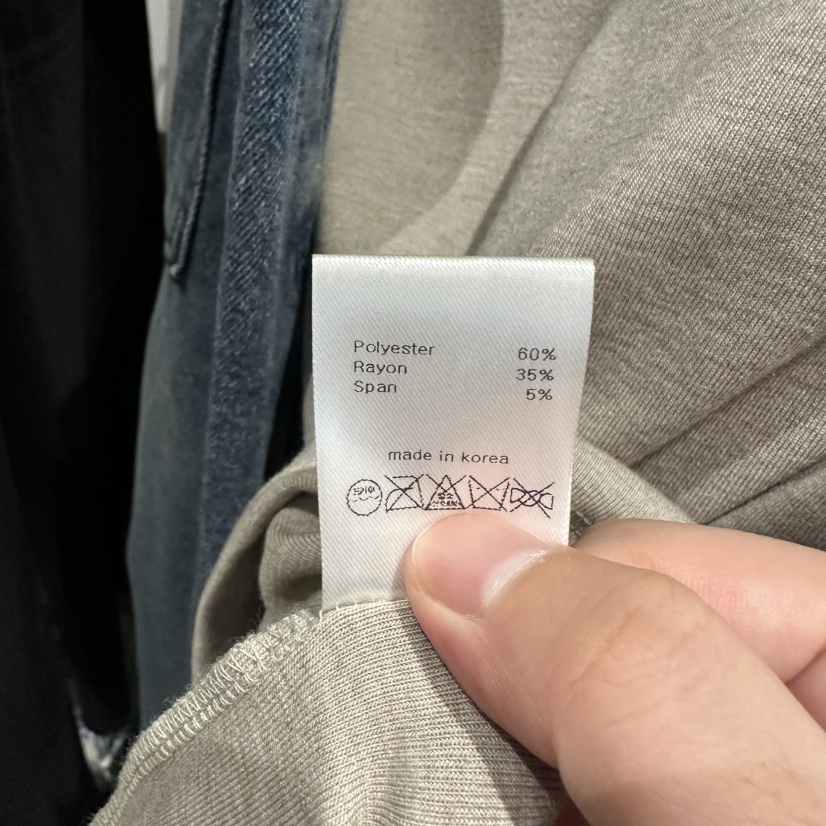 Polyester 60%
Rayon 35%
Span 5%
made in korea